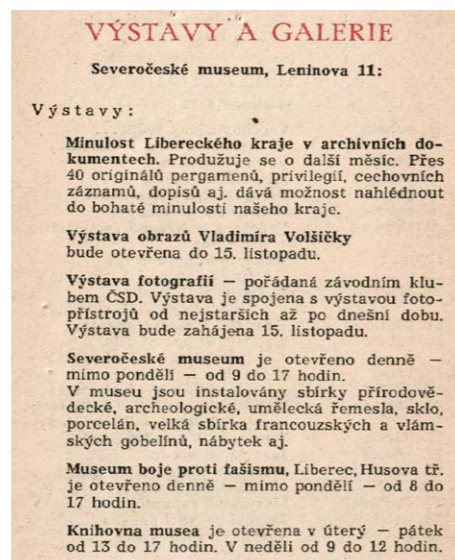 VÝSTAVY A GALERIE
Severočeské museum, Leninova 11:
Výstavy:
Minulost Libereckého kraje v archivních do-
kumentech. Produžuje se o další měsíc. Přes
40 originálů pergamenů, privilegií, cechovních
záznamů, dopisů aj. dává možnost nahlédnout
do bohaté minulosti našeho kraje.
Výstava obrazů Vladimíra Volšičky
bude otevřena do 15. listopadu.
Výstava fotografií — pořádaná závodním klu-
bem ČSD. Výstava je spojena s výstavou foto-
přístrojů od nejstarších až po dnešní dobu.
Výstava bude zahájena 15. listopadu.
Severočeské museum je otevřeno denně —
mimo pondělí — od 9 do 17 hodin.
V museu jsou instalovány sbírky přírodově-
decké, archeologické, umělecká řemesla, sklo,
porcelán, velká sbírka francouzských a vlám-
ských gobelínů, nábytek aj.
Museum boje proti fašismu, Liberec, Husova tř.
je otevřeno denně — mimo pondělí — od 8 do
17 hodin.
Knihovna musea je otevřena v úterý — pátek
od 13 do 17 hodin. V neděli od 9 do 12 hodin.